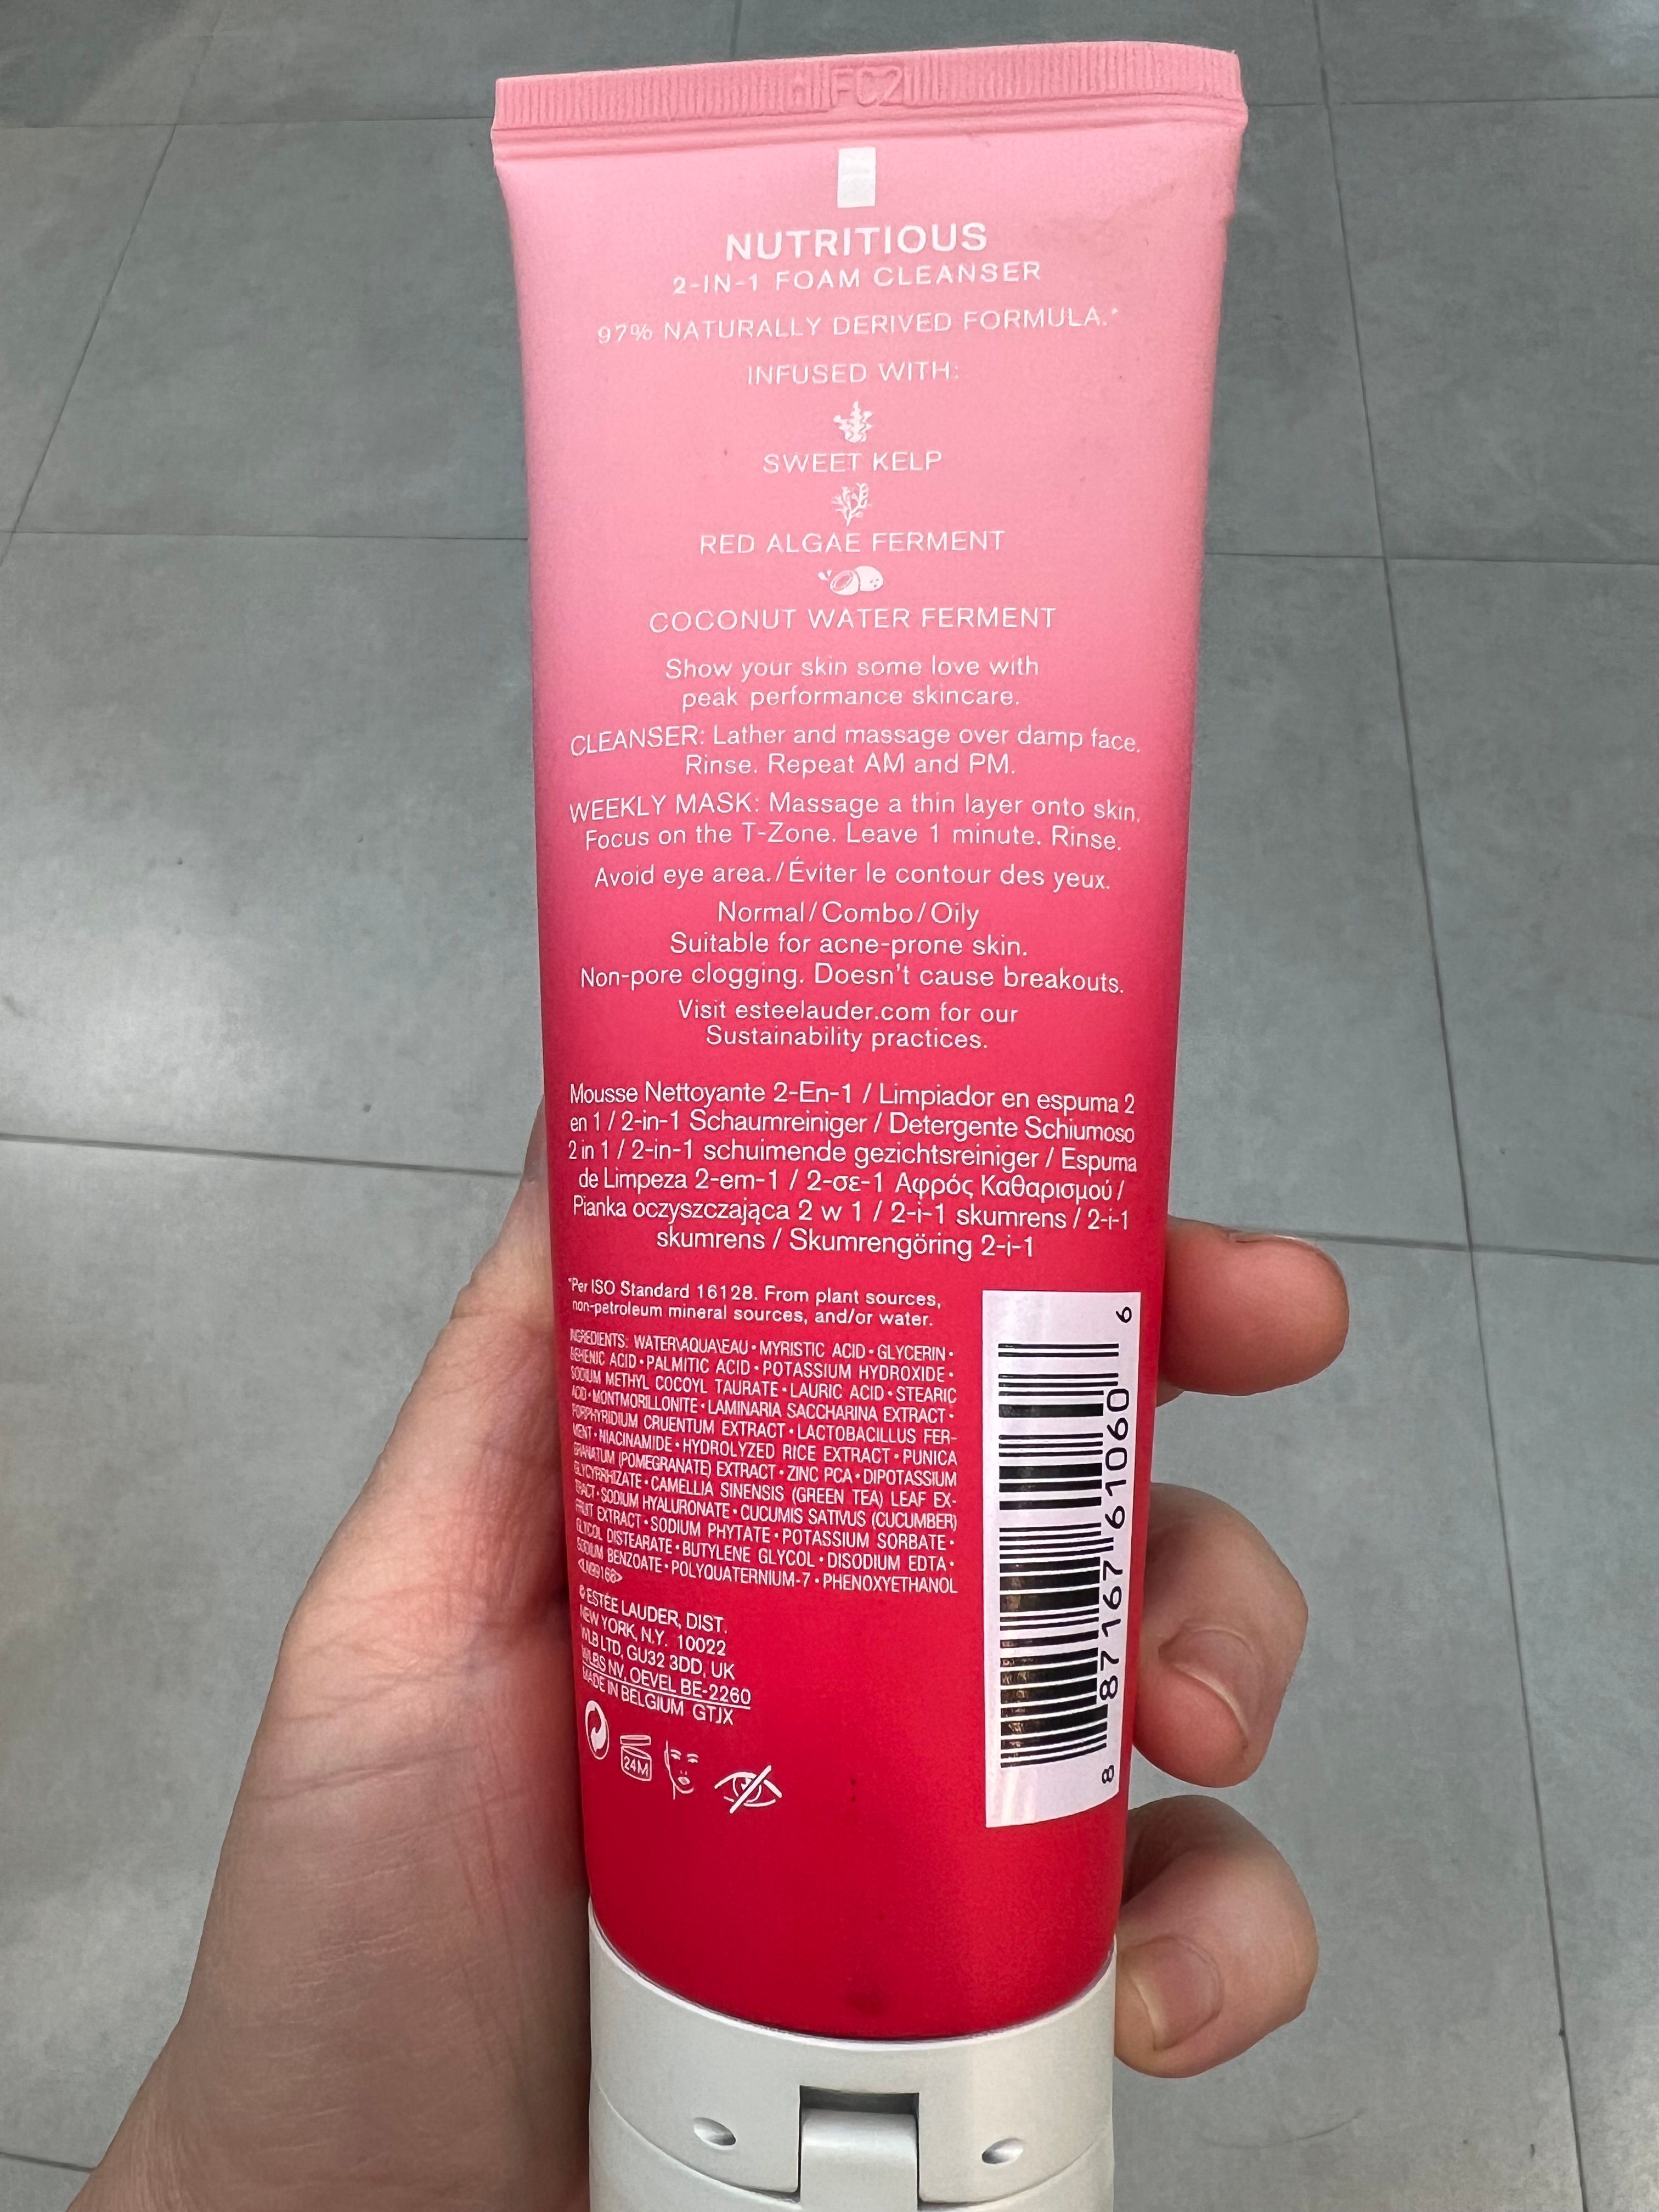 FC2
NUTRITIOUS
2-IN-1 FOAM CLEANSER
97% NATURALLY DERIVED FORMULA.*
INFUSED WITH:
SWEET KELP
RED ALGAE FERMENT
COCONUT WATER FERMENT
Show your skin some love with
peak performance skincare.
CLEANSER: Lather and massage over damp face.
Rinse. Repeat AM and PM.
WEEKLY MASK: Massage a thin layer onto skin.
Focus on the T-Zone. Leave 1 minute. Rinse.
Avoid eye area./Éviter le contour des yeux.
Normal/Combo/Oily
Suitable for acne-prone skin.
Non-pore clogging. Doesn't cause breakouts.
Visit esteelauder.com for our
Sustainability practices.
Mousse Nettoyante 2-En-1 / Limpiador en espuma 2
en 1 / 2-in-1 Schaumreiniger / Detergente Schiumoso
2 in 1 / 2-in-1 schuimende gezichtsreiniger / Espuma
de Limpeza 2-em-1 / 2-σε-1 Αφρός Καθαρισμού /
Pianka oczyszczająca 2 w 1 / 2-i-1 skumrens / 2-i-1
skumrens / Skumrengöring 2-i-1
*Per ISO Standard 16128. From plant sources,
non-petroleum mineral sources, and/or water.
INGREDIENTS: WATER\AQUA\EAU • MYRISTIC ACID • GLYCERIN •
BEHENIC ACID • PALMITIC ACID • POTASSIUM HYDROXIDE •
SODIUM METHYL COCOYL TAURATE • LAURIC ACID • STEARIC
ACID • MONTMORILLONITE • LAMINARIA SACCHARINA EXTRACT •
PORPHYRIDIUM CRUENTUM EXTRACT • LACTOBACILLUS FER-
MENT • NIACINAMIDE • HYDROLYZED RICE EXTRACT • PUNICA
GRANATUM (POMEGRANATE) EXTRACT • ZINC PCA • DIPOTASSIUM
GLYCYRRHIZATE • CAMELLIA SINENSIS (GREEN TEA) LEAF EX-
TRACT • SODIUM HYALURONATE • CUCUMIS SATIVUS (CUCUMBER)
FRUIT EXTRACT • SODIUM PHYTATE • POTASSIUM SORBATE •
GLYCOL DISTEARATE • BUTYLENE GLYCOL • DISODIUM EDTA •
SODIUM BENZOATE • POLYQUATERNIUM-7 • PHENOXYETHANOL
<ILN99168>
© ESTĒE LAUDER, DIST.
NEW YORK, N.Y. 10022
WLB LTD, GU32 3DD, UK
WLBS NV, OEVEL BE-2260
MADE IN BELGIUM GTJX
24M
8 87167 61060 6